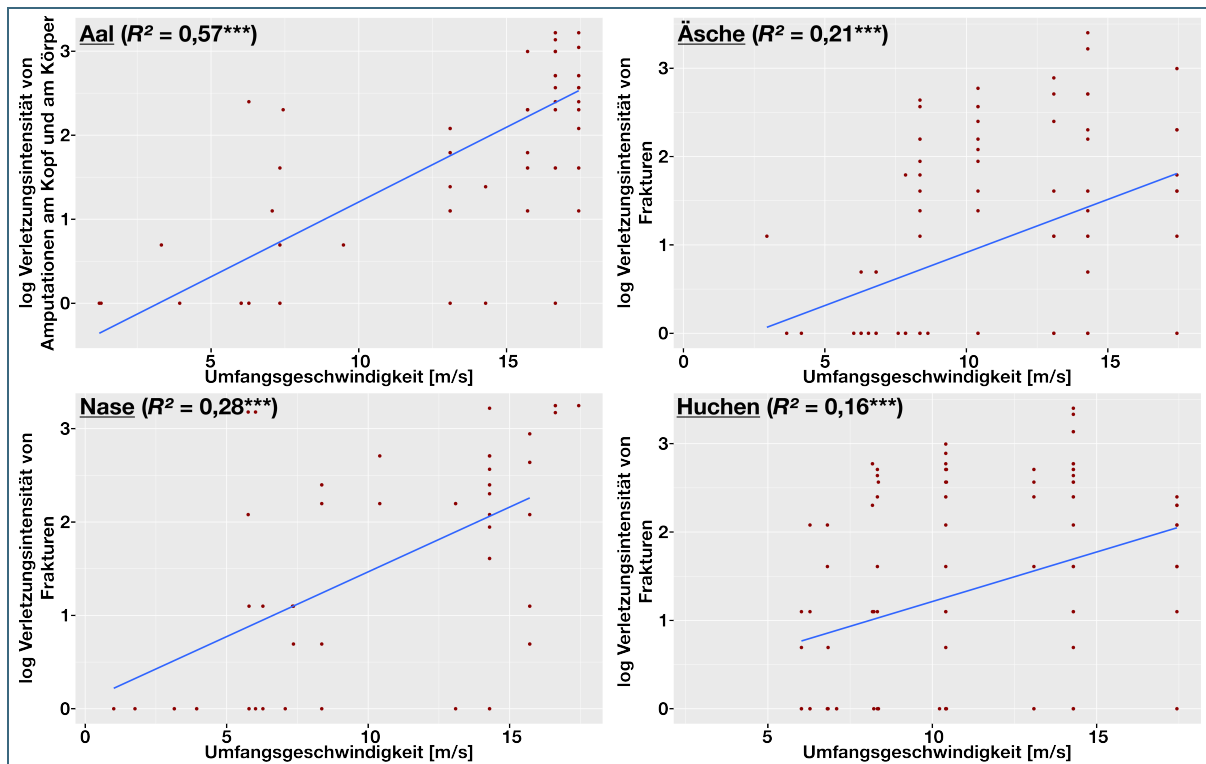 Aal (R² = 0,57***)
log Verletzungsintensität von
Amputationen am Kopf und am Körper
3
2
1
0
5 10 15
Umfangsgeschwindigkeit [m/s]
Äsche (R² = 0,21***)
log Verletzungsintensität von
Frakturen
3
2
1
0
0 5 10 15
Umfangsgeschwindigkeit [m/s]
Nase (R² = 0,28***)
log Verletzungsintensität von
Frakturen
3
2
1
0
0 5 10 15
Umfangsgeschwindigkeit [m/s]
Huchen (R² = 0,16***)
log Verletzungsintensität von
Frakturen
3
2
1
0
5 10 15
Umfangsgeschwindigkeit [m/s]